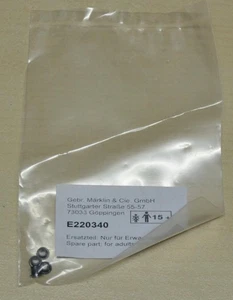 Gebr. Märklin & Cie. GmbH
Stuttgarter Straße 55-57
73033 Göppingen
15 +
E220340
Ersatzteil: Nur für Erwa
Spare part: for adult